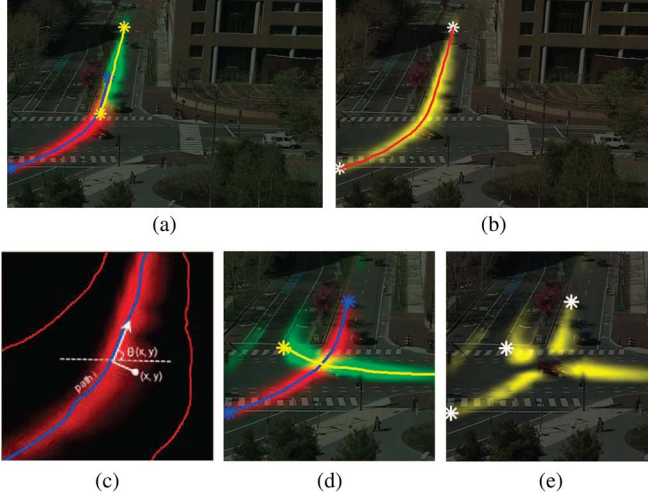 (a)
(b)
θ(x, y)
(x, y)
path i
(c)
(d)
(e)